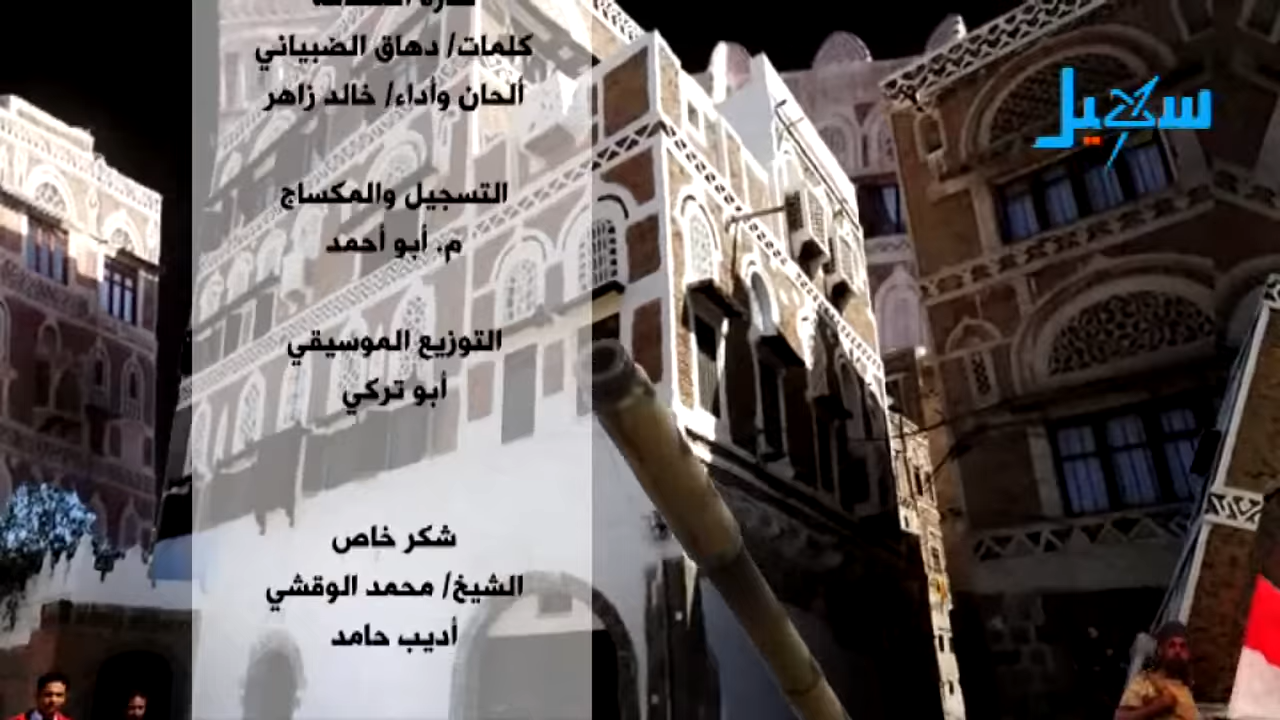 كلمات/ دهاق الضبياني
ألحان وأداء/ خالد زاهر
سهيل
التسجيل والمكساج
م. أبو أحمد
التوزيع الموسيقي
أبو تركي
شكر خاص
الشيخ/ محمد الوقشي
أديب حامد